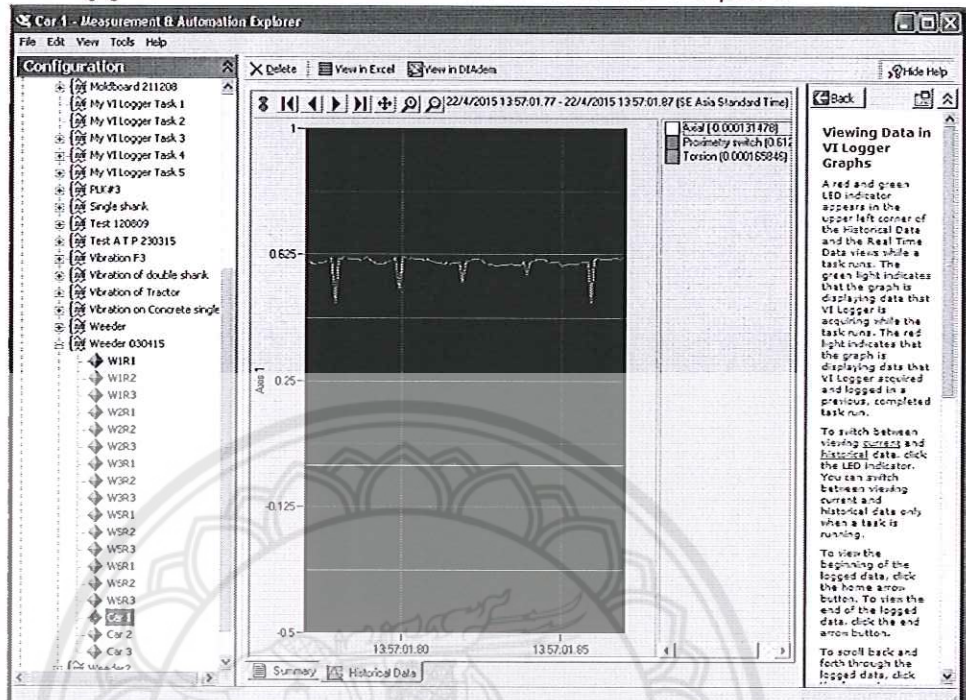 Car 1 - Measurement & Automation Explorer
File Edit View Tools Help
Configuration
Moldboard 211208
My VI Logger Task 1
My VI Logger Task 2
My VI Logger Task 3
My VI Logger Task 4
My VI Logger Task 5
PLK#3
Single shank
Test 120809
Test A T P 230315
Vibration F3
Vibration of double shank
Vibration of Tractor
Vibration on Concrete single
Weeder
Weeder 030415
W1R1
W1R2
W1R3
W2R1
W2R2
W2R3
W3R1
W3R2
W3R3
W5R1
W5R2
W5R3
W6R1
W6R2
W6R3
Car 1
Car 2
Car 3
Weeder2
Delete View in Excel View in DIAdem
22/4/2015 13:57:01.77 - 22/4/2015 13:57:01.87 (SE Asia Standard Time)
1-
0.625-
0.25-
-0.125-
-0.5-
Axis 1
13:57:01.80 13:57:01.85
Axial (0.000131478)
Proximetry switch (0.612
Torsion (0.000165846)
Summary Historical Data
Hide Help
Back
Viewing Data in
VI Logger
Graphs
A red and green
LED indicator
appears in the
upper left corner of
the Historical Data
and the Real Time
Data views while a
task runs. The
green light indicates
that the graph is
displaying data that
VI Logger is
acquiring while the
task runs. The red
light indicates that
the graph is
displaying data that
VI Logger acquired
and logged in a
previous, completed
task run.
To switch between
viewing current and
historical data, click
the LED indicator.
You can switch
between viewing
current and
historical data only
when a task is
running.
To view the
beginning of the
logged data, click
the home arrow
button. To view the
end of the logged
data, click the end
arrow button.
To scroll back and
forth through the
logged data, click